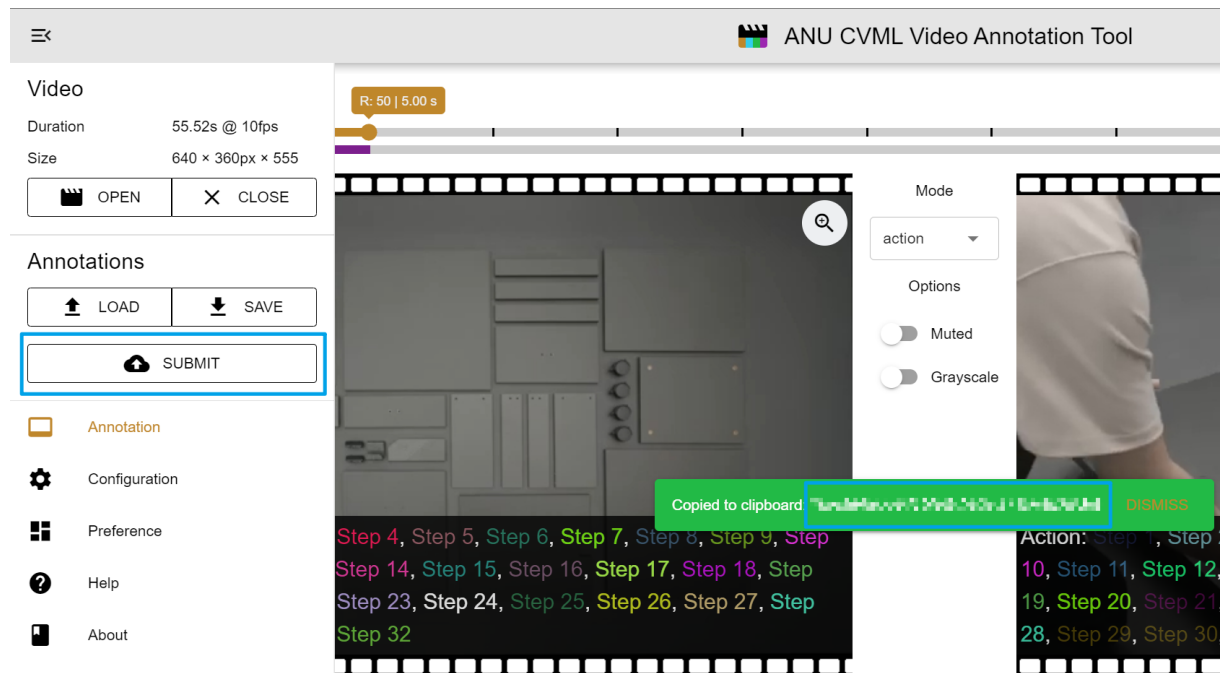 ANU CVML Video Annotation Tool
Video
Duration 55.52s @ 10fps
Size 640 × 360px × 555
OPEN CLOSE
Annotations
LOAD SAVE
SUBMIT
Annotation
Configuration
Preference
Help
About
R: 50 | 5.00 s
Mode
action
Options
Muted
Grayscale
Copied to clipboard:
DISMISS
Step 4, Step 5, Step 6, Step 7, Step 8, Step 9, Step
Step 14, Step 15, Step 16, Step 17, Step 18, Step
Step 23, Step 24, Step 25, Step 26, Step 27, Step
Step 32
Action: Step 1, Step
10, Step 11, Step 12,
19, Step 20, Step 21
28, Step 29, Step 30